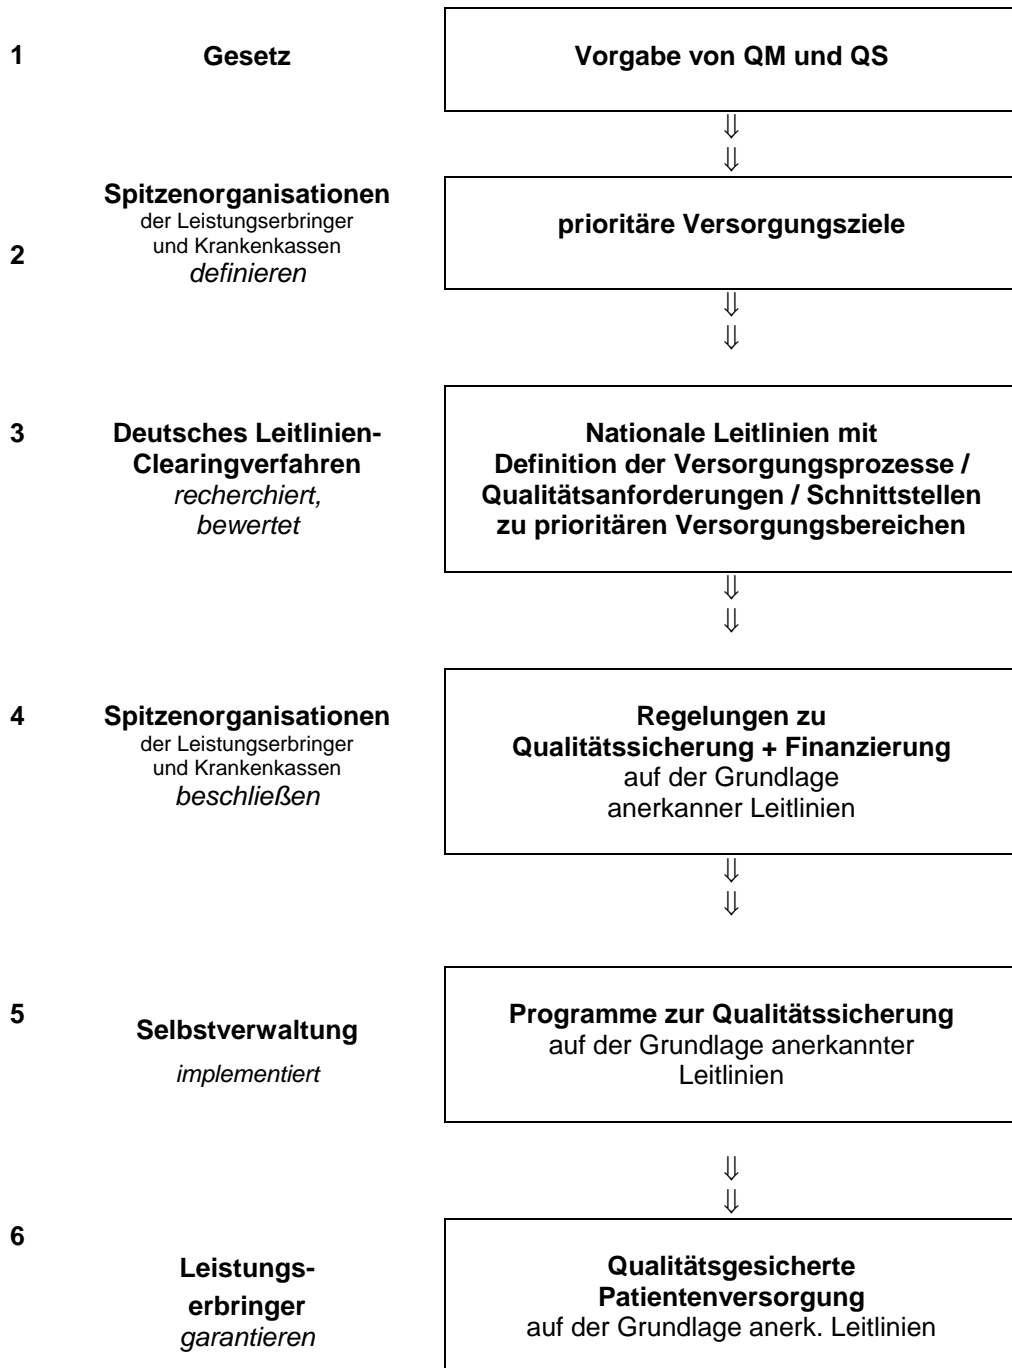 1
Gesetz
Vorgabe von QM und QS
⇓
⇓
Spitzenorganisationen
der Leistungserbringer
und Krankenkassen
definieren
2
prioritäre Versorgungsziele
⇓
⇓
3
Deutsches Leitlinien-
Clearingverfahren
recherchiert,
bewertet
Nationale Leitlinien mit
Definition der Versorgungsprozesse /
Qualitätsanforderungen / Schnittstellen
zu prioritären Versorgungsbereichen
⇓
⇓
4
Spitzenorganisationen
der Leistungserbringer
und Krankenkassen
beschließen
Regelungen zu
Qualitätssicherung + Finanzierung
auf der Grundlage
anerkanner Leitlinien
⇓
⇓
5
Selbstverwaltung
implementiert
Programme zur Qualitätssicherung
auf der Grundlage anerkannter
Leitlinien
⇓
⇓
6
Leistungs-
erbringer
garantieren
Qualitätsgesicherte
Patientenversorgung
auf der Grundlage anerk. Leitlinien